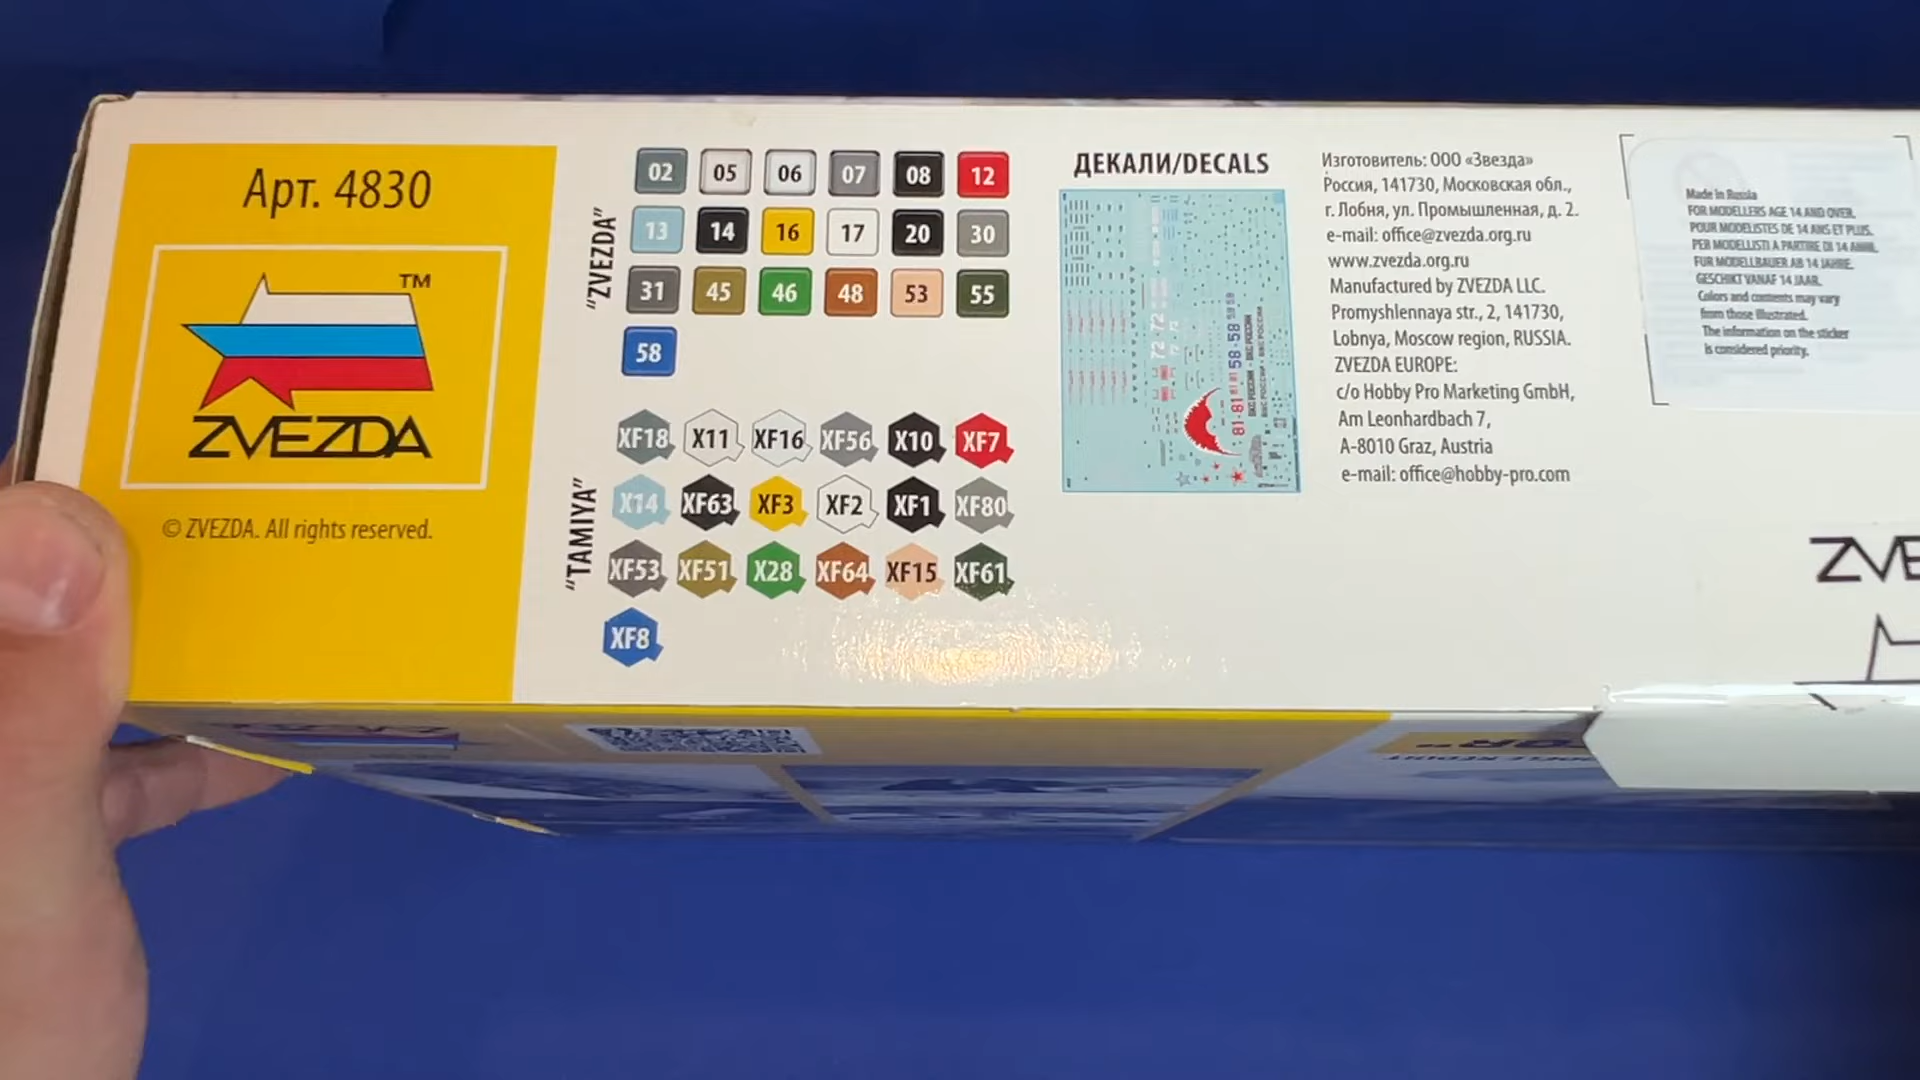 Арт. 4830
TM
ZVEZDA
© ZVEZDA. All rights reserved.
"ZVEZDA"
02 05 06 07 08 12
13 14 16 17 20 30
31 45 46 48 53 55
58
"TAMIYA"
XF18 X11 XF16 XF56 X10 XF7
X14 XF63 XF3 XF2 XF1 XF80
XF53 XF51 X28 XF64 XF15 XF61
XF8
ДЕКАЛИ/DECALS
72 72
58 58
81 81
Изготовитель: ООО «Звезда»
Россия, 141730, Московская обл.,
г. Лобня, ул. Промышленная, д. 2.
e-mail: office@zvezda.org.ru
www.zvezda.org.ru
Manufactured by ZVEZDA LLC.
Promyshlennaya str., 2, 141730,
Lobnya, Moscow region, RUSSIA.
ZVEZDA EUROPE:
c/o Hobby Pro Marketing GmbH,
Am Leonhardbach 7,
A-8010 Graz, Austria
e-mail: office@hobby-pro.com
Made in Russia
FOR MODELLERS AGE 14 AND OVER.
POUR MODELISTES DE 14 ANS ET PLUS.
PER MODELLISTI A PARTIRE DI 14 ANNI.
FUR MODELLBAUER AB 14 JAHRE.
GESCHIKT VANAF 14 JAAR.
Colors and contents may vary
from those illustrated.
The information on the sticker
is considered priority.
ZVE